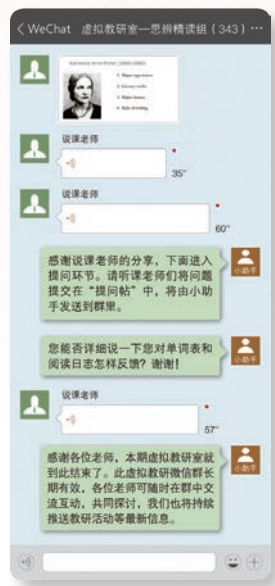 WeChat 虚拟教研室—思辨精读组(343)
Katherine Anne Porter (1890-1980)
1. Major experience
2. Literary works
3. Major themes
4. Style of writing
说课老师
35"
说课老师
60"
感谢说课老师的分享，下面进入
提问环节。请听课老师们将问题
提交在“提问帖”中，将由小助
手发送到群里。
小助手
您能否详细说一下您对单词表和
阅读日志怎样反馈？谢谢！
小助手
说课老师
57"
感谢各位老师，本期虚拟教研室就
到此结束了。此虚拟教研微信群长
期有效，各位老师可随时在群中交
流互动，共同探讨，我们也将持续
推送教研活动等最新信息。
小助手